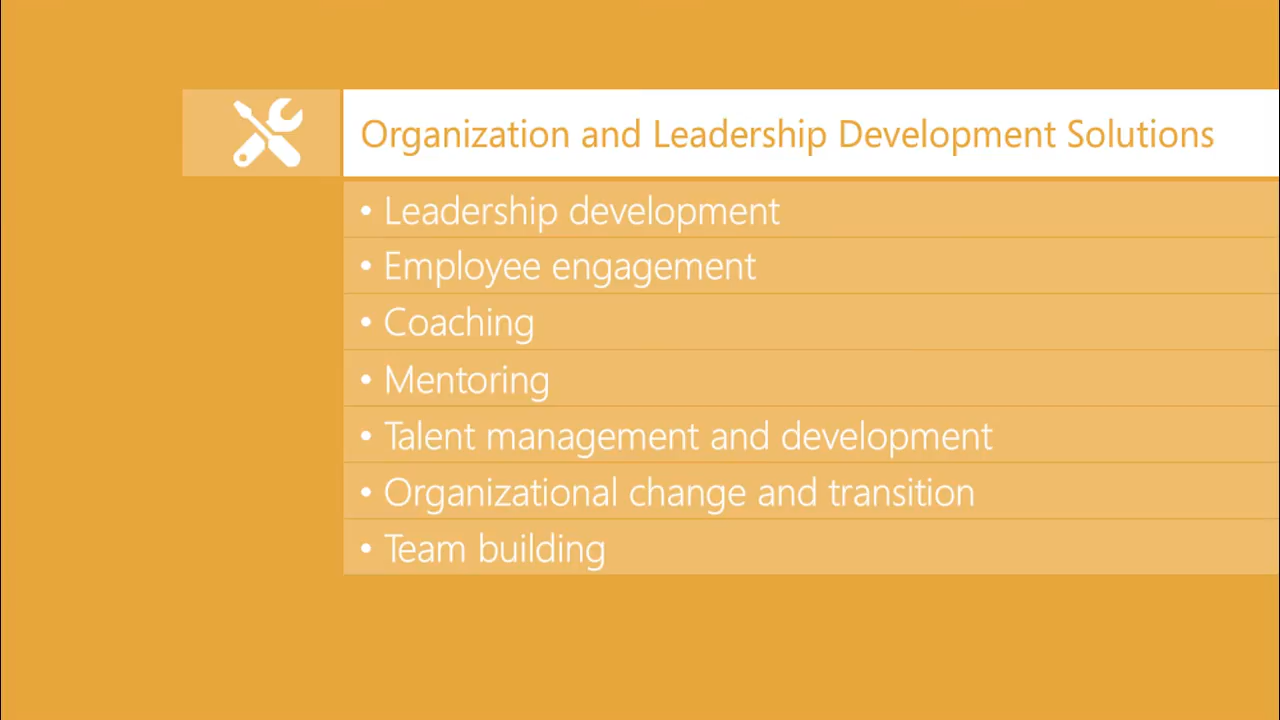 Organization and Leadership Development Solutions
• Leadership development
• Employee engagement
• Coaching
• Mentoring
• Talent management and development
• Organizational change and transition
• Team building